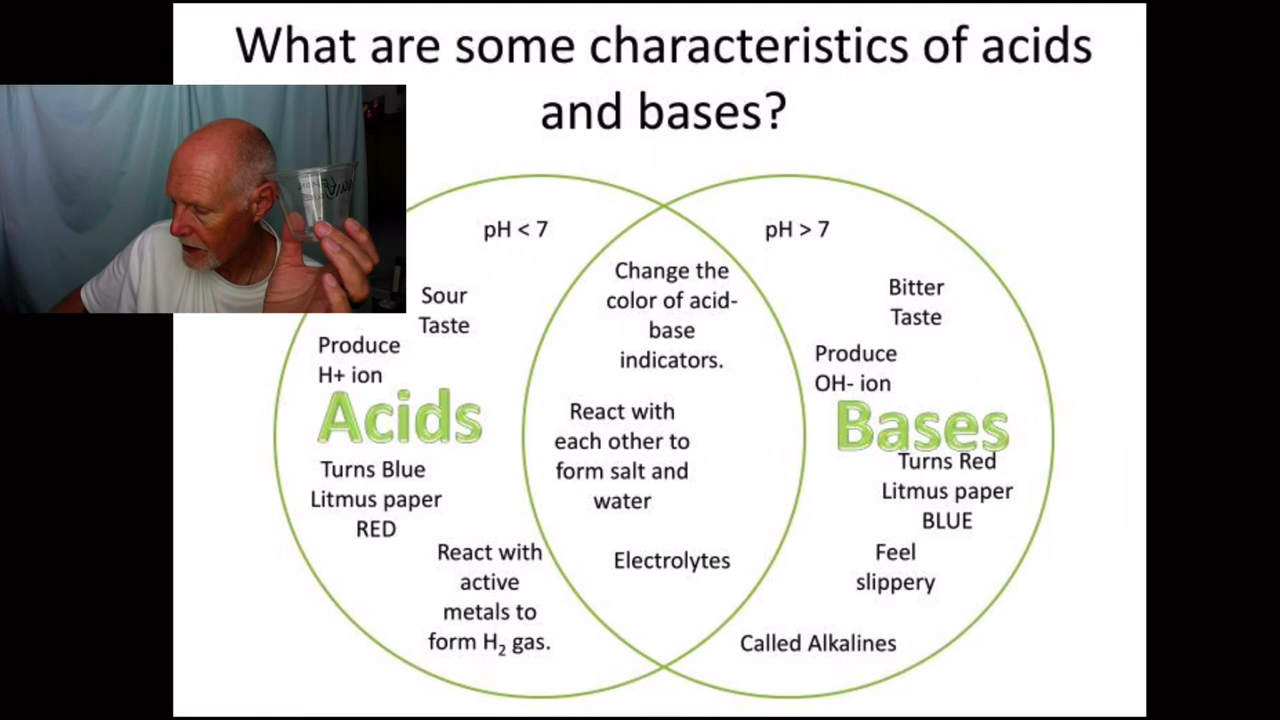 What are some characteristics of acids
and bases?
pH < 7
Sour
Taste
Produce
H+ ion
Acids
Turns Blue
Litmus paper
RED
React with
active
metals to
form H₂ gas.
Change the
color of acid-
base
indicators.
React with
each other to
form salt and
water
Electrolytes
pH > 7
Bitter
Taste
Produce
OH- ion
Bases
Turns Red
Litmus paper
BLUE
Feel
slippery
Called Alkalines